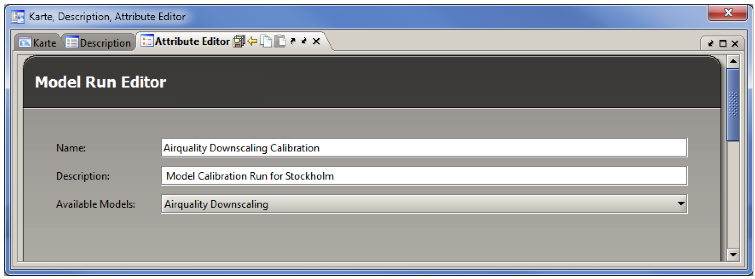 Karte, Description, Attribute Editor
Karte Description Attribute Editor
Model Run Editor
Name: Airquality Downscaling Calibration
Description: Model Calibration Run for Stockholm
Available Models: Airquality Downscaling